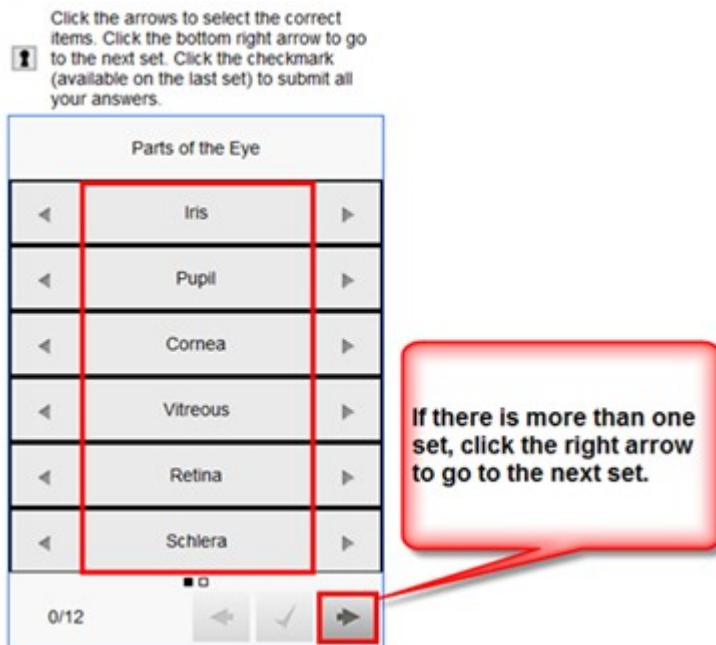 Click the arrows to select the correct
items. Click the bottom right arrow to go
to the next set. Click the checkmark
(available on the last set) to submit all
your answers.
Parts of the Eye
Iris
Pupil
Cornea
Vitreous
Retina
Schlera
0/12
If there is more than one
set, click the right arrow
to go to the next set.